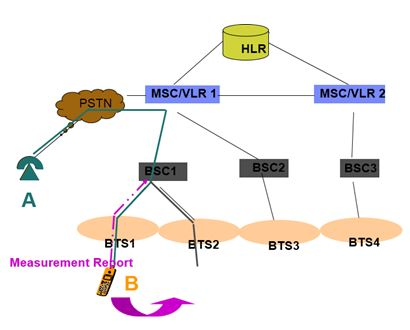 HLR
MSC/VLR 1
MSC/VLR 2
PSTN
BSC1
BSC2
BSC3
A
BTS1
BTS2
BTS3
BTS4
Measurement Report
B